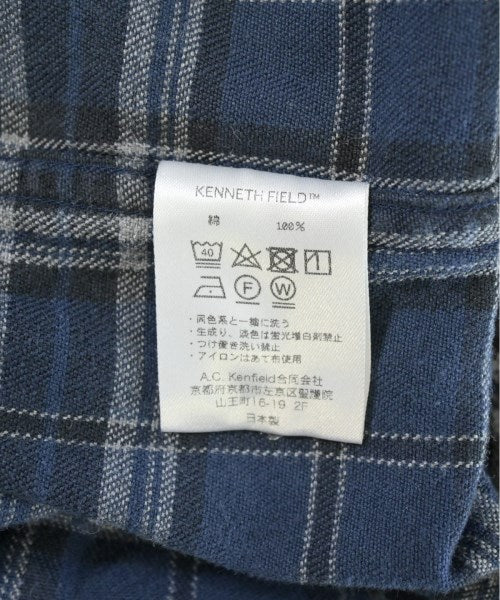 KENNETH FIELD™
綿 100%
40
F W
・同色系と一緒に洗う
・生成り、淡色は蛍光増白剤禁止
・つけ置き洗い禁止
・アイロンはあて布使用
A.C. Kenfield合同会社
京都府京都市左京区聖護院
山王町16-19 2F
日本製